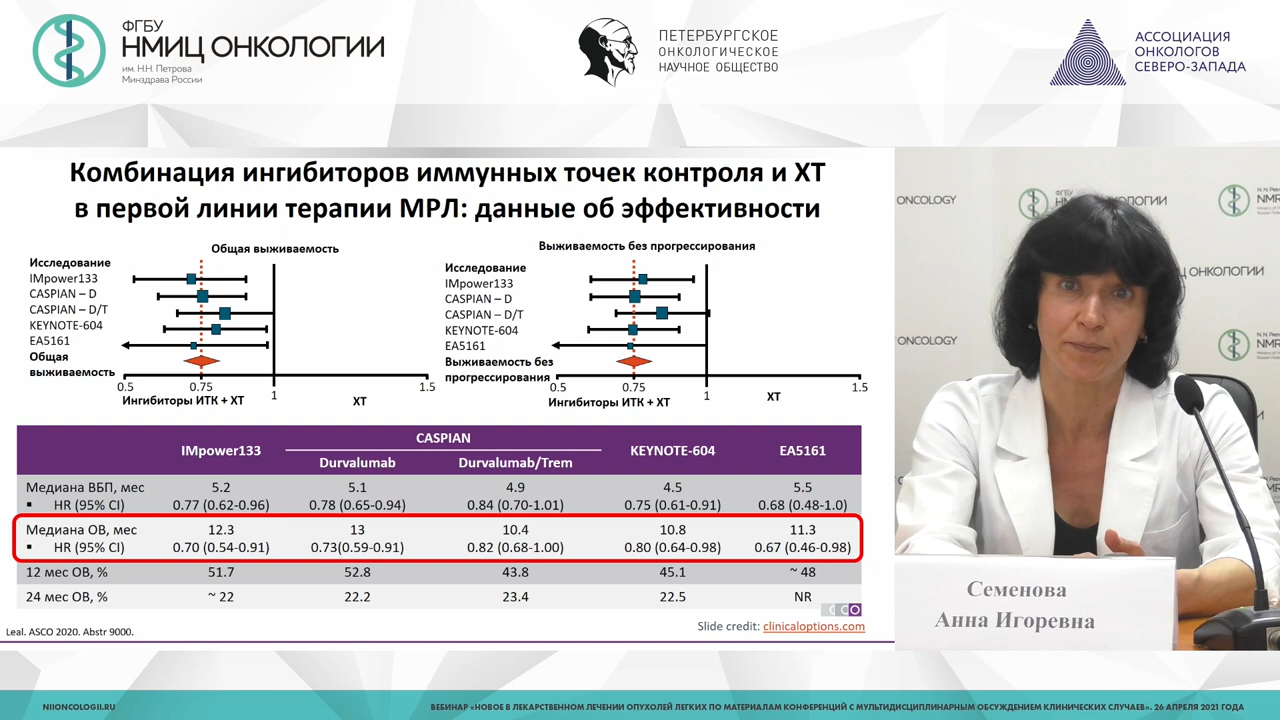 ФГБУ
НМИЦ ОНКОЛОГИИ
им. Н.Н. Петрова
Минздрава России
ПЕТЕРБУРГСКОЕ
ОНКОЛОГИЧЕСКОЕ
НАУЧНОЕ ОБЩЕСТВО
АССОЦИАЦИЯ
ОНКОЛОГОВ
СЕВЕРО-ЗАПАДА
Комбинация ингибиторов иммунных точек контроля и ХТ
в первой линии терапии МРЛ: данные об эффективности
Общая выживаемость
Исследование
IMpower133
CASPIAN – D
CASPIAN – D/T
KEYNOTE-604
EA5161
Общая
выживаемость
0.5 0.75 1 1.5
Ингибиторы ИТК + ХТ ХТ
Выживаемость без прогрессирования
Исследование
IMpower133
CASPIAN – D
CASPIAN – D/T
KEYNOTE-604
EA5161
Выживаемость без
прогрессирования
0.5 0.75 1 1.5
Ингибиторы ИТК + ХТ ХТ
IMpower133 CASPIAN KEYNOTE-604 EA5161
Durvalumab Durvalumab/Trem
Медиана ВБП, мес 5.2 5.1 4.9 4.5 5.5
▪ HR (95% CI) 0.77 (0.62-0.96) 0.78 (0.65-0.94) 0.84 (0.70-1.01) 0.75 (0.61-0.91) 0.68 (0.48-1.0)
Медиана ОВ, мес 12.3 13 10.4 10.8 11.3
▪ HR (95% CI) 0.70 (0.54-0.91) 0.73(0.59-0.91) 0.82 (0.68-1.00) 0.80 (0.64-0.98) 0.67 (0.46-0.98)
12 мес ОВ, % 51.7 52.8 43.8 45.1 ~ 48
24 мес ОВ, % ~ 22 22.2 23.4 22.5 NR
CCO
Leal. ASCO 2020. Abstr 9000.
Slide credit: clinicaloptions.com
ONCOLOGY
ФГБУ
НМИЦ ОНКОЛОГИИ
N. N. Petrov
NMR
ОНКОЛОГИИ
ONCOLOGY
NMR
Семенова
Анна Игоревна
NIIONCOLOGII.RU
ВЕБИНАР «НОВОЕ В ЛЕКАРСТВЕННОМ ЛЕЧЕНИИ ОПУХОЛЕЙ ЛЕГКИХ ПО МАТЕРИАЛАМ КОНФЕРЕНЦИЙ С МУЛЬТИДИСЦИПЛИНАРНЫМ ОБСУЖДЕНИЕМ КЛИНИЧЕСКИХ СЛУЧАЕВ». 26 АПРЕЛЯ 2021 ГОДА